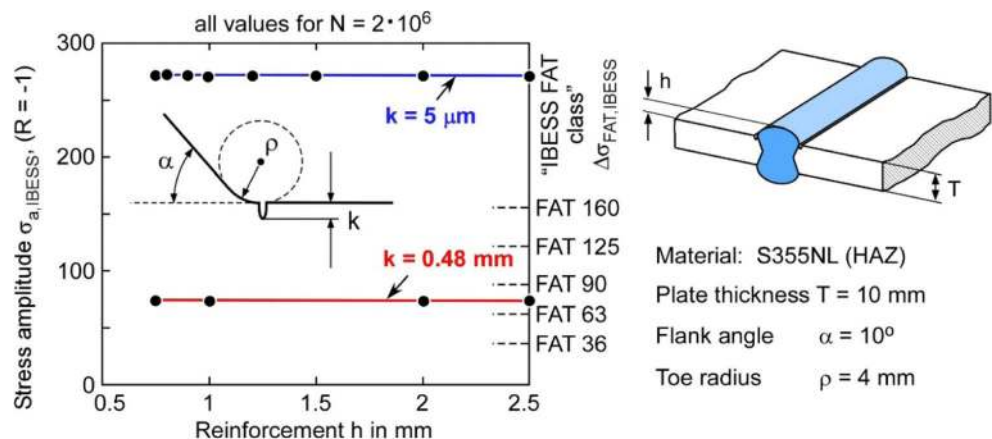 all values for N = 2·10⁶
Stress amplitude σa,IBESS, (R = -1)
300
200
100
0
0.5
1
1.5
2
2.5
Reinforcement h in mm
k = 5 μm
k = 0.48 mm
α
ρ
k
"IBESS FAT
class"
ΔσFAT,IBESS
FAT 160
FAT 125
FAT 90
FAT 63
FAT 36
h
T
Material: S355NL (HAZ)
Plate thickness T = 10 mm
Flank angle α = 10º
Toe radius ρ = 4 mm